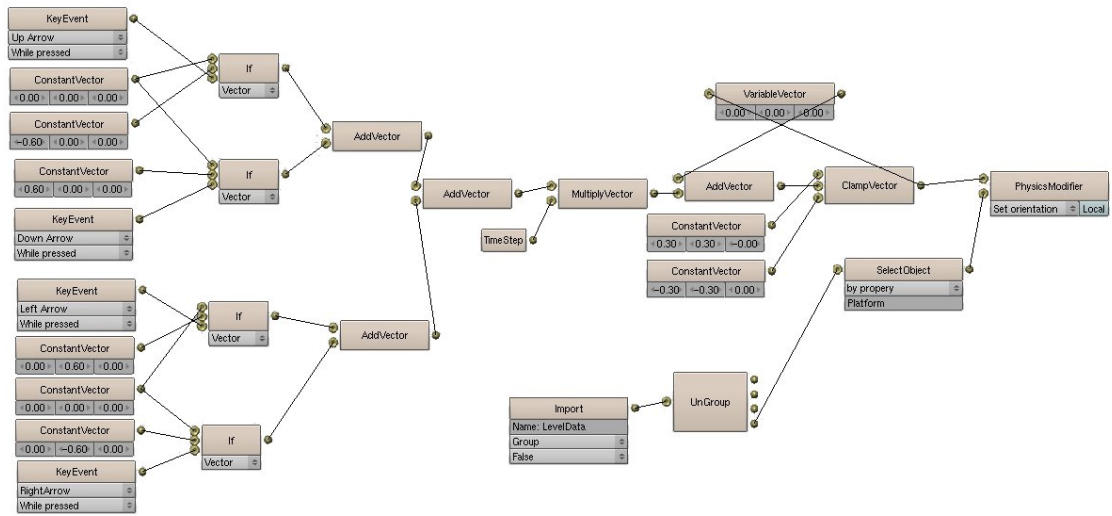 KeyEvent
Up Arrow
While pressed
ConstantVector
0.00 0.00 0.00
ConstantVector
-0.60 0.00 0.00
If
Vector
ConstantVector
0.60 0.00 0.00
If
Vector
KeyEvent
Down Arrow
While pressed
AddVector
KeyEvent
Left Arrow
While pressed
If
Vector
ConstantVector
0.00 0.60 0.00
ConstantVector
0.00 0.00 0.00
AddVector
ConstantVector
0.00 -0.60 0.00
If
Vector
KeyEvent
RightArrow
While pressed
AddVector
MultiplyVector
TimeStep
VariableVector
0.00 0.00 0.00
AddVector
ClampVector
ConstantVector
0.30 0.30 -0.00
ConstantVector
-0.30 -0.30 0.00
PhysicsModifier
Set orientation Local
SelectObject
by propery
Platform
Import
Name: LevelData
Group
False
UnGroup